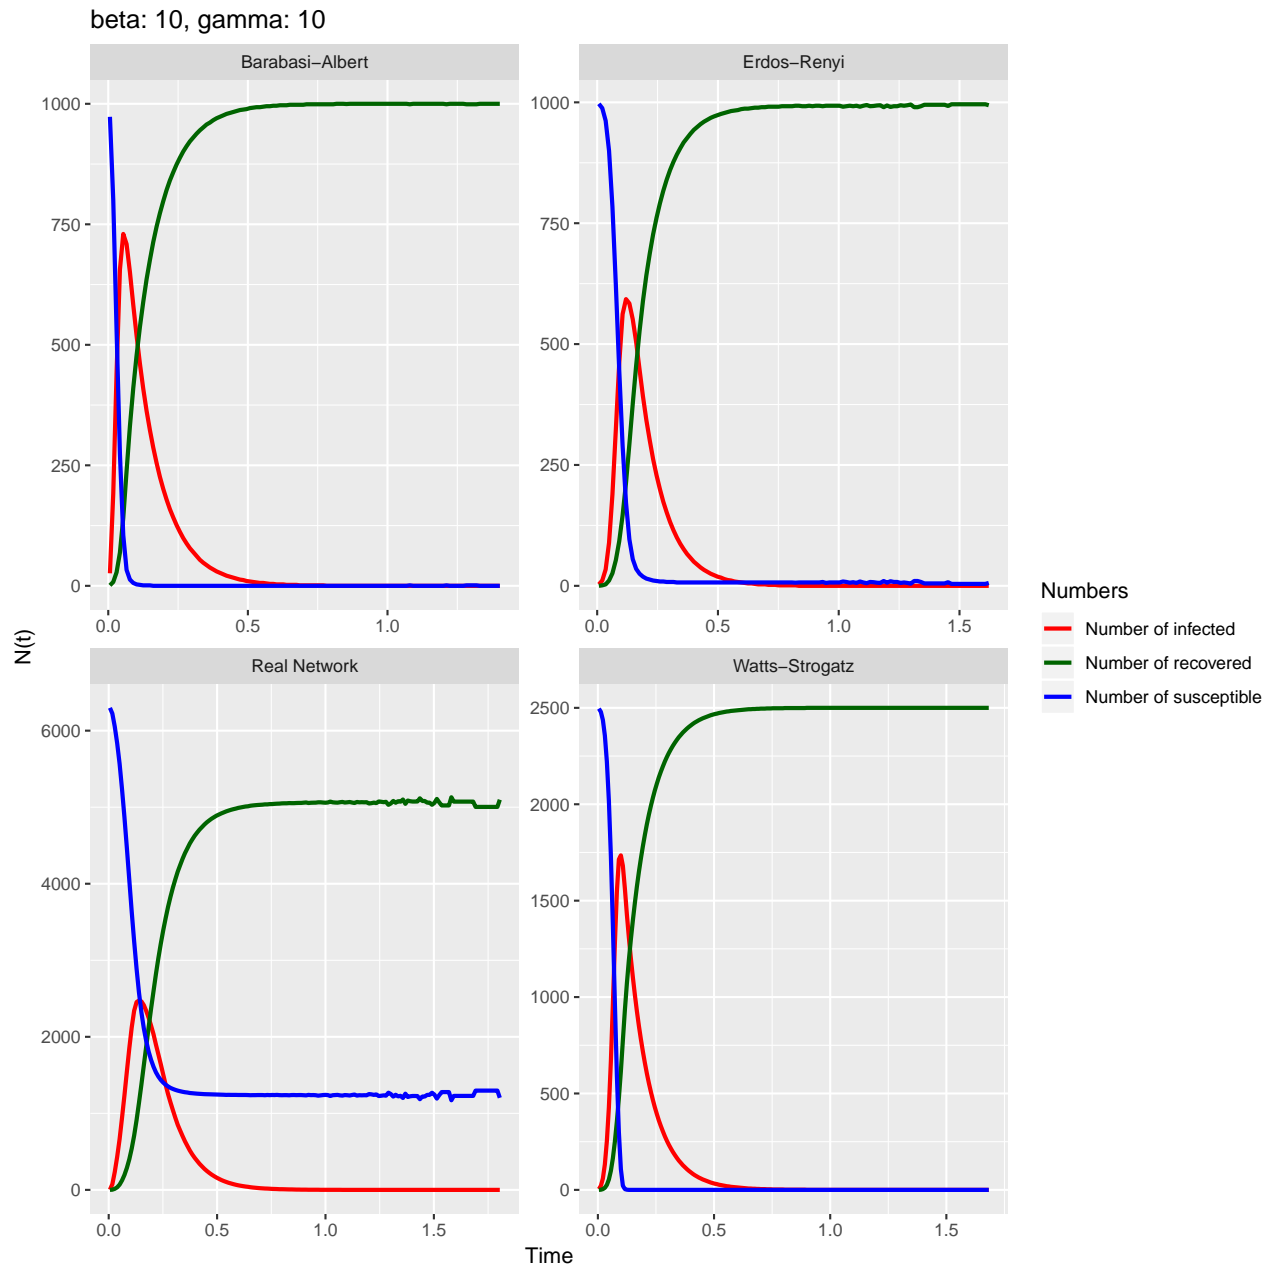 beta: 10, gamma: 10
Barabasi−Albert
Erdos−Renyi
1000
750
500
250
0
0.0 0.5 1.0
1000
750
500
250
0
0.0 0.5 1.0 1.5
N(t)
Real Network
Watts−Strogatz
6000
4000
2000
0
0.0 0.5 1.0 1.5
2500
2000
1500
1000
500
0
0.0 0.5 1.0 1.5
Time
Numbers
Number of infected
Number of recovered
Number of susceptible